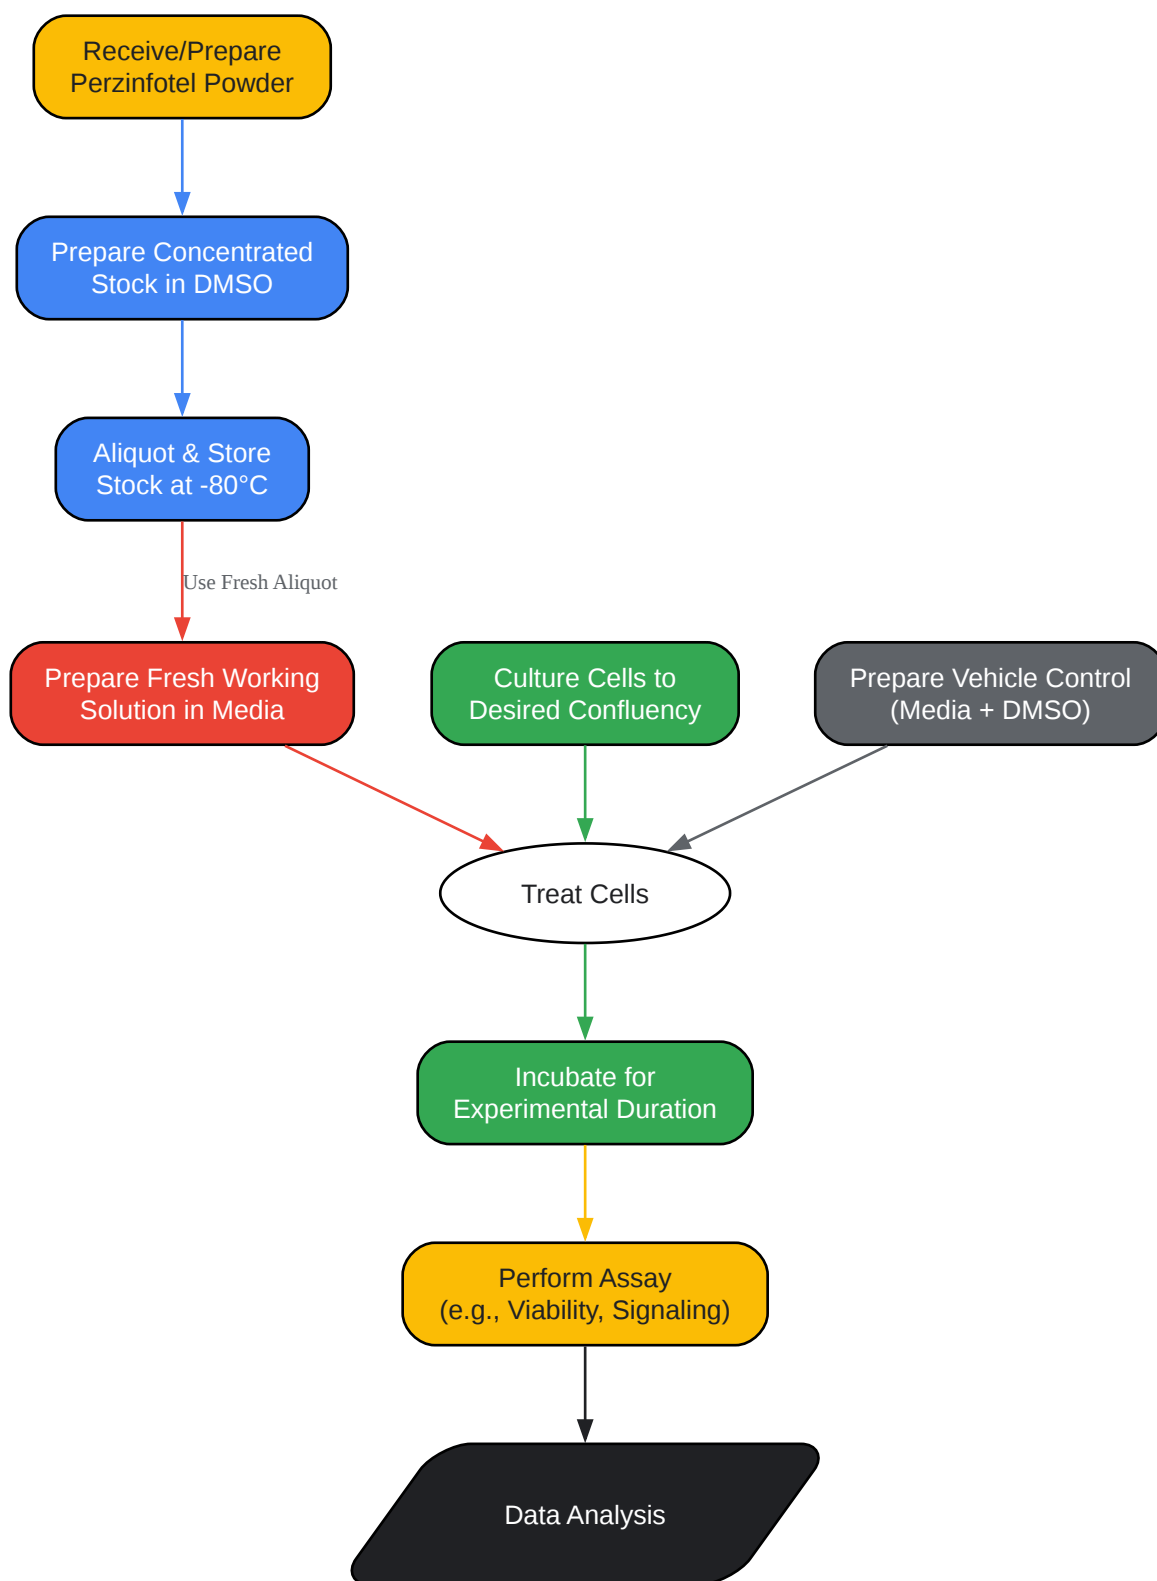 Receive/Prepare
Perzinfotel Powder
Prepare Concentrated
Stock in DMSO
Aliquot & Store
Stock at -80°C
Use Fresh Aliquot
Prepare Fresh Working
Solution in Media
Culture Cells to
Desired Confluency
Prepare Vehicle Control
(Media + DMSO)
Treat Cells
Incubate for
Experimental Duration
Perform Assay
(e.g., Viability, Signaling)
Data Analysis